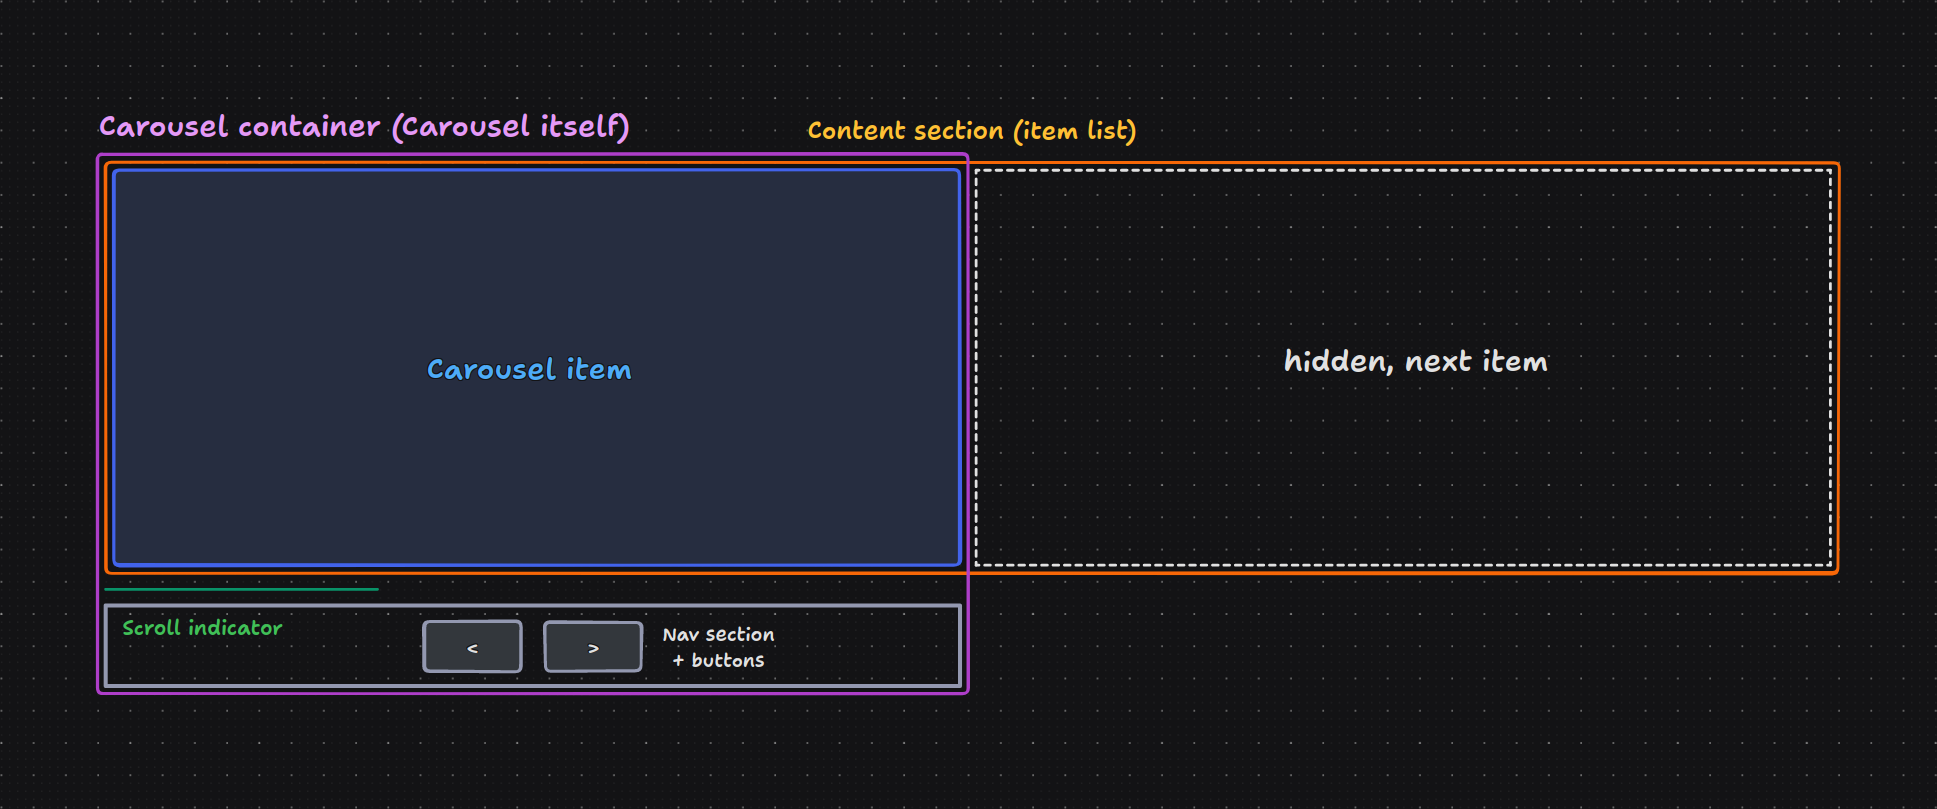 Carousel container (Carousel itself)
Content section (item list)
Carousel item
hidden, next item
Scroll indicator
<
>
Nav section
+ buttons